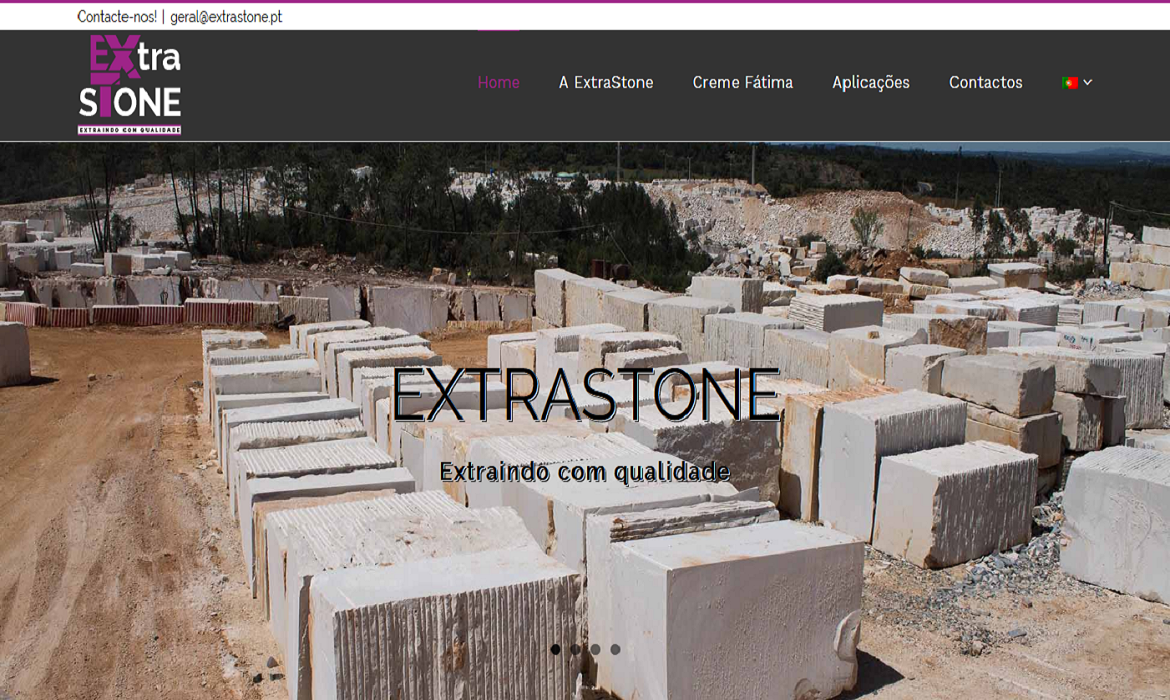 Contacte-nos! | geral@extrastone.pt
EXtra
STONE
EXTRAINDO COM QUALIDADE
Home A ExtraStone Creme Fátima Aplicações Contactos
EXTRASTONE
Extraindo com qualidade